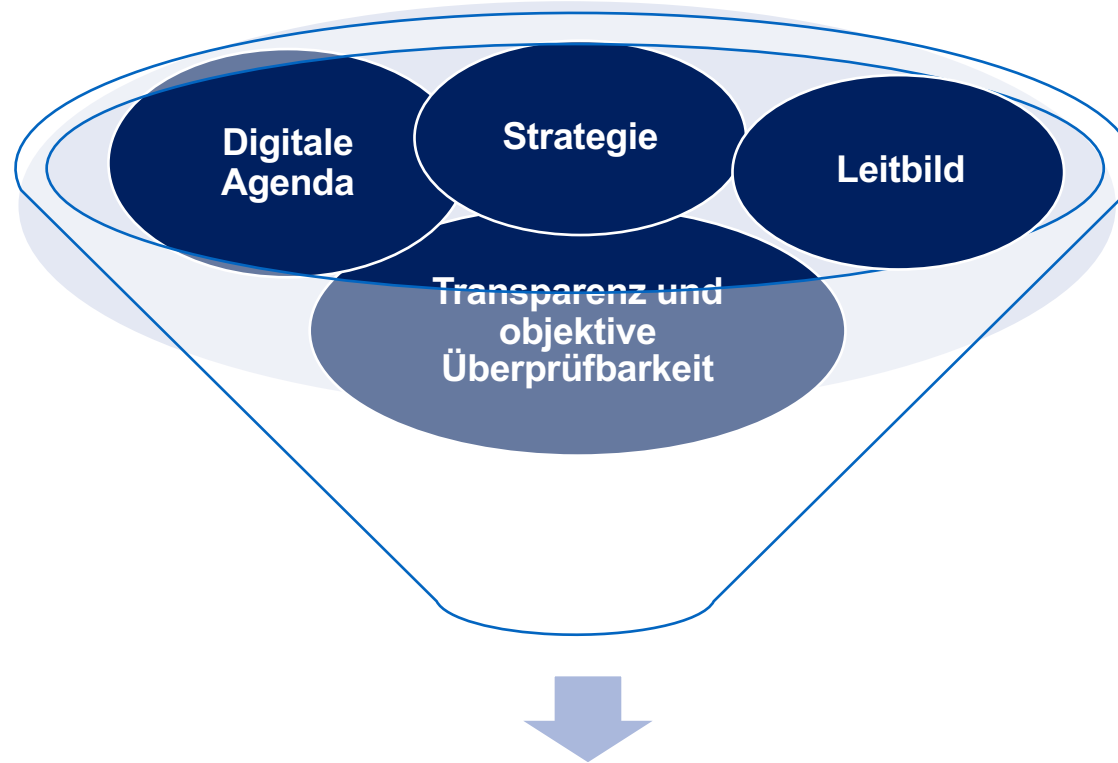 Digitale
Agenda
Strategie
Leitbild
Transparenz und
objektive
Überprüfbarkeit